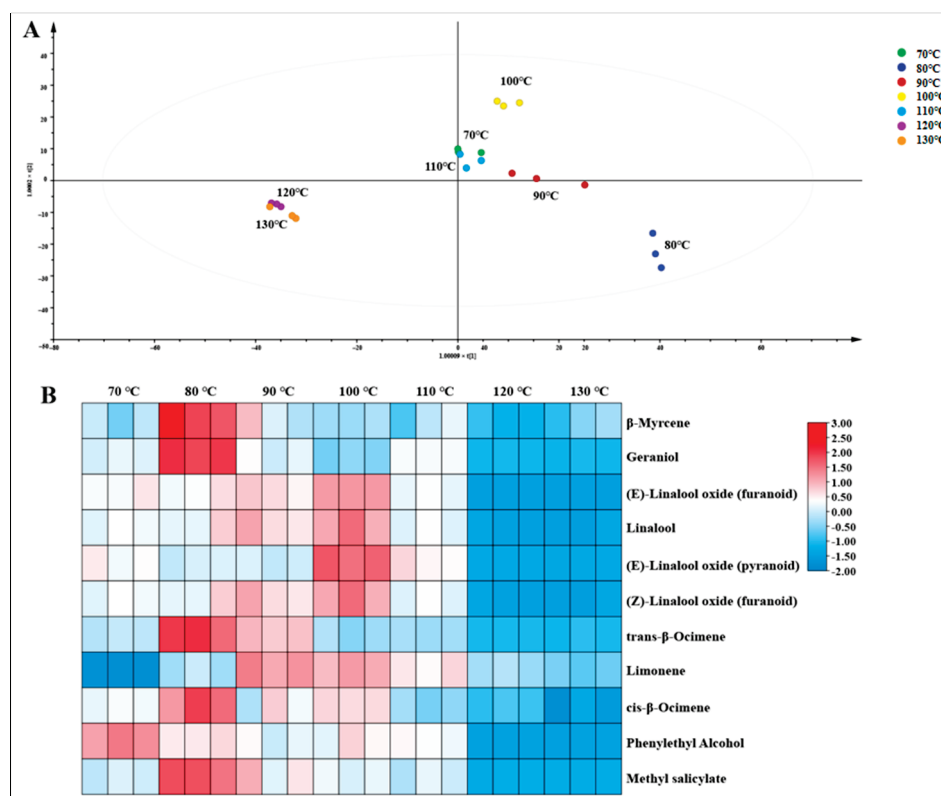 A
70°C
80°C
90°C
100°C
110°C
120°C
130°C
100°C
70°C
110°C
90°C
120°C
130°C
80°C
40
30
20
10
0
-10
-20
-30
-40
-50
-80
-60
-40
-20
0
40
20
40
60
1.00009 * t[1]
B
70 °C 80 °C 90 °C 100 °C 110 °C 120 °C 130 °C
β-Myrcene
Geraniol
(E)-Linalool oxide (furanoid)
Linalool
(E)-Linalool oxide (pyranoid)
(Z)-Linalool oxide (furanoid)
trans-β-Ocimene
Limonene
cis-β-Ocimene
Phenylethyl Alcohol
Methyl salicylate
3.00
2.50
2.00
1.50
1.00
0.50
0.00
-0.50
-1.00
-1.50
-2.00